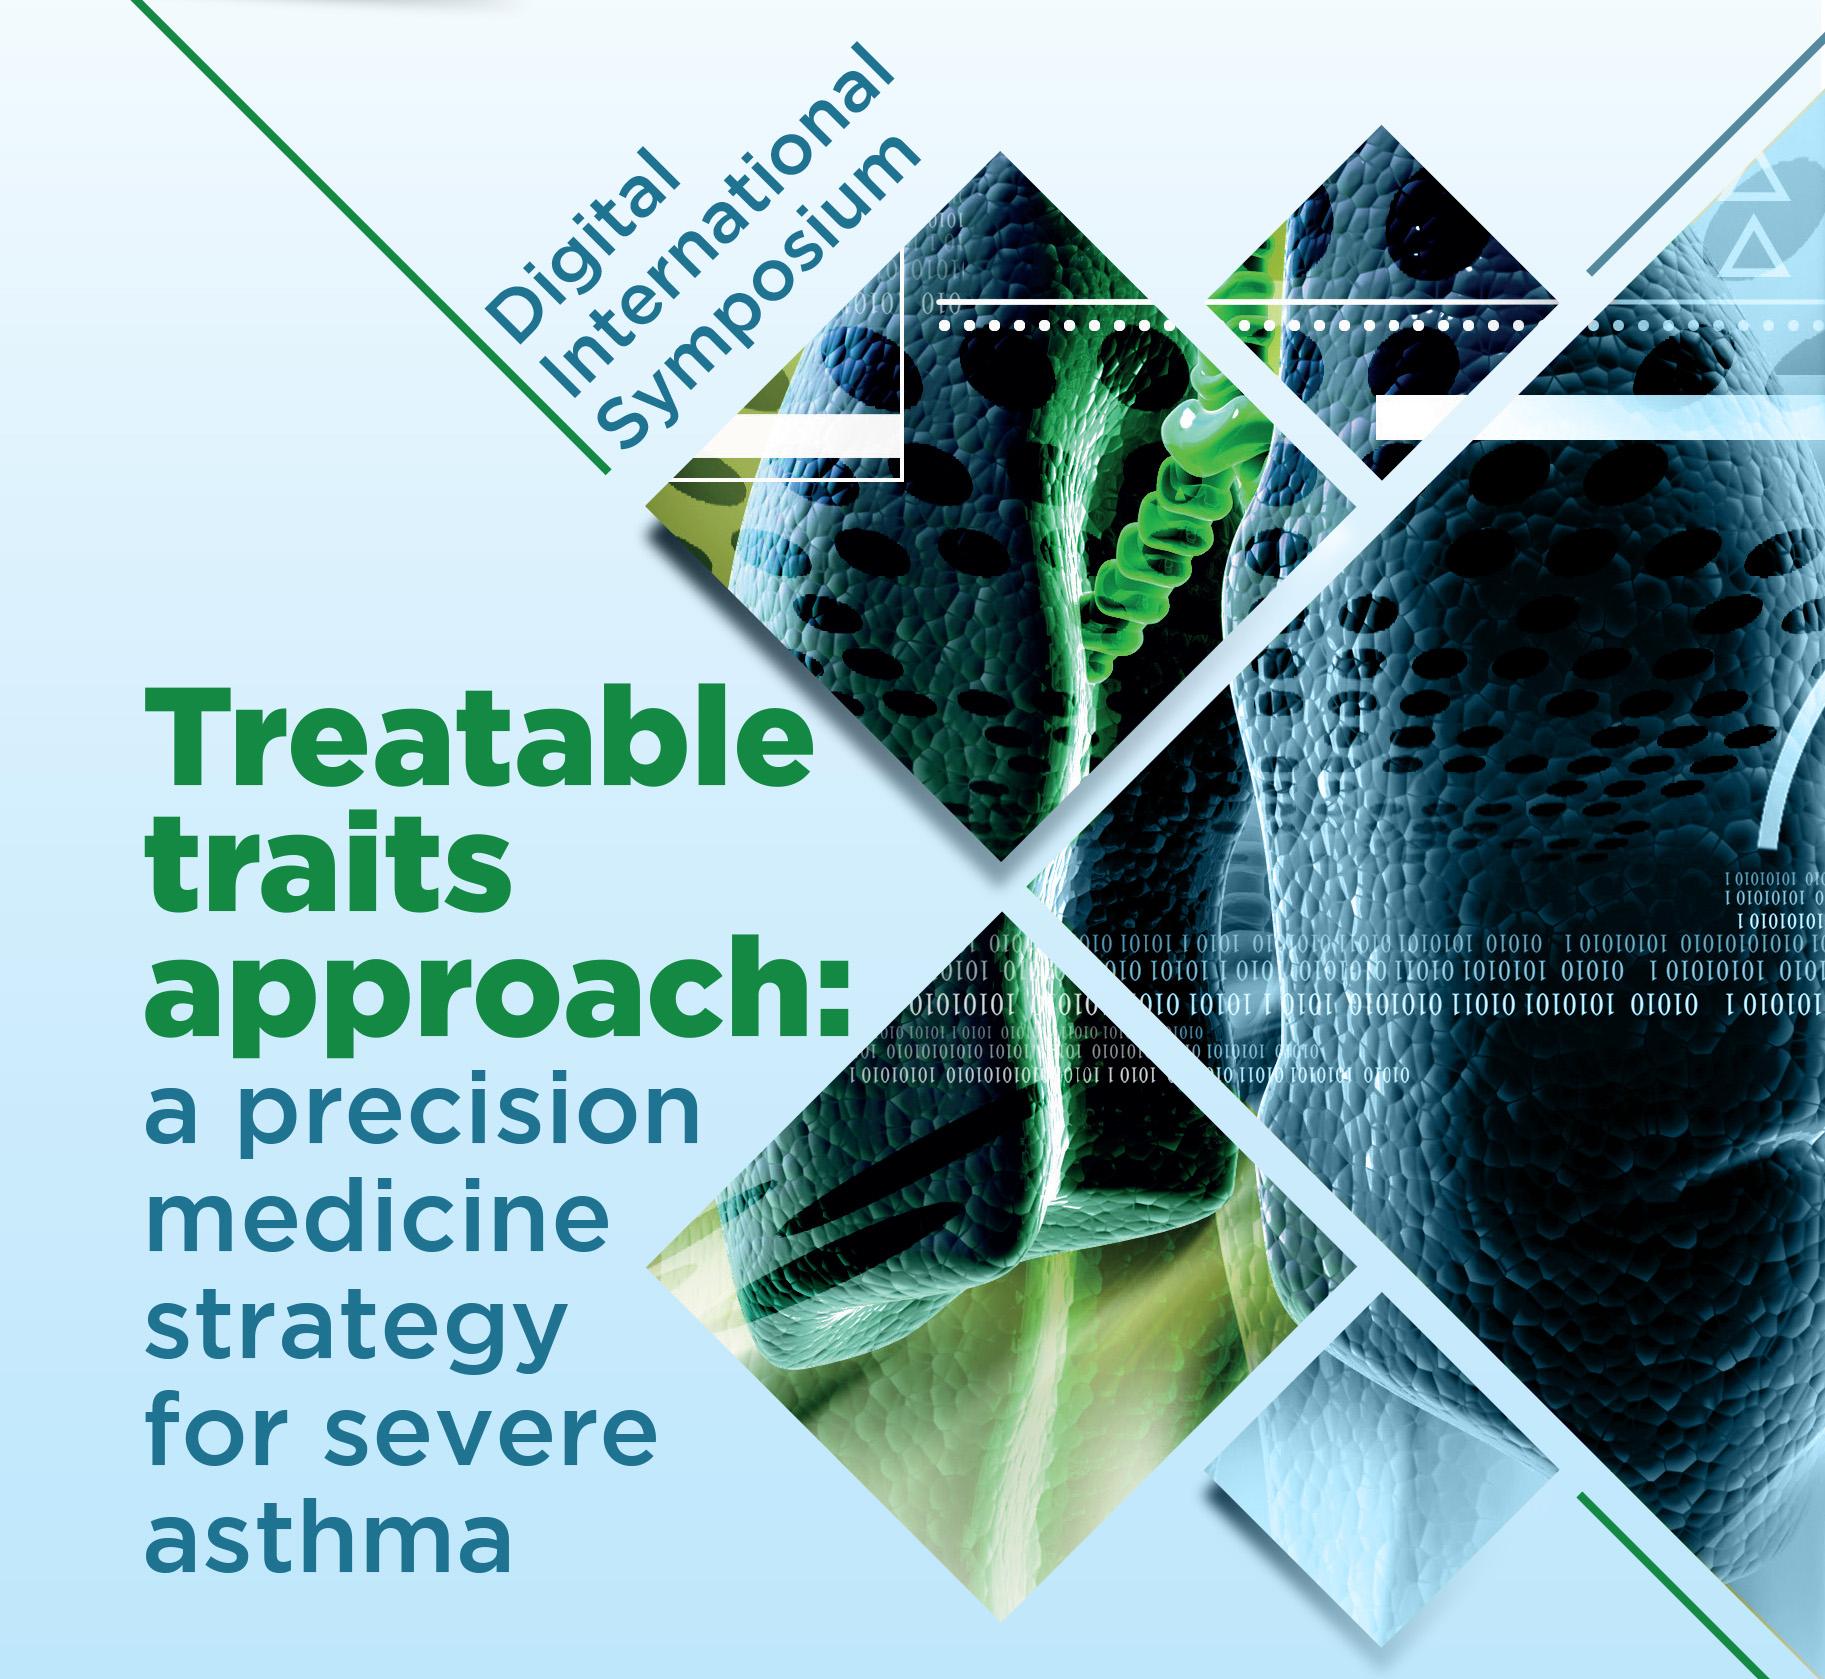 Digital
International
Symposium
Treatable
traits
approach:
a precision
medicine
strategy
for severe
asthma